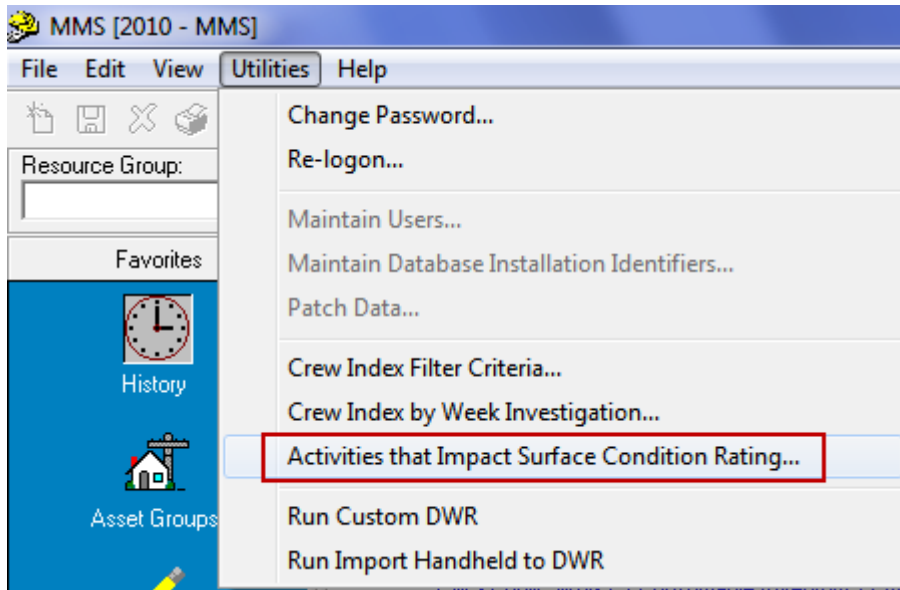 MMS [2010 - MMS]
File Edit View Utilities Help
Resource Group:
Favorites
History
Asset Groups
Change Password...
Re-logon...
Maintain Users...
Maintain Database Installation Identifiers...
Patch Data...
Crew Index Filter Criteria...
Crew Index by Week Investigation...
Activities that Impact Surface Condition Rating...
Run Custom DWR
Run Import Handheld to DWR